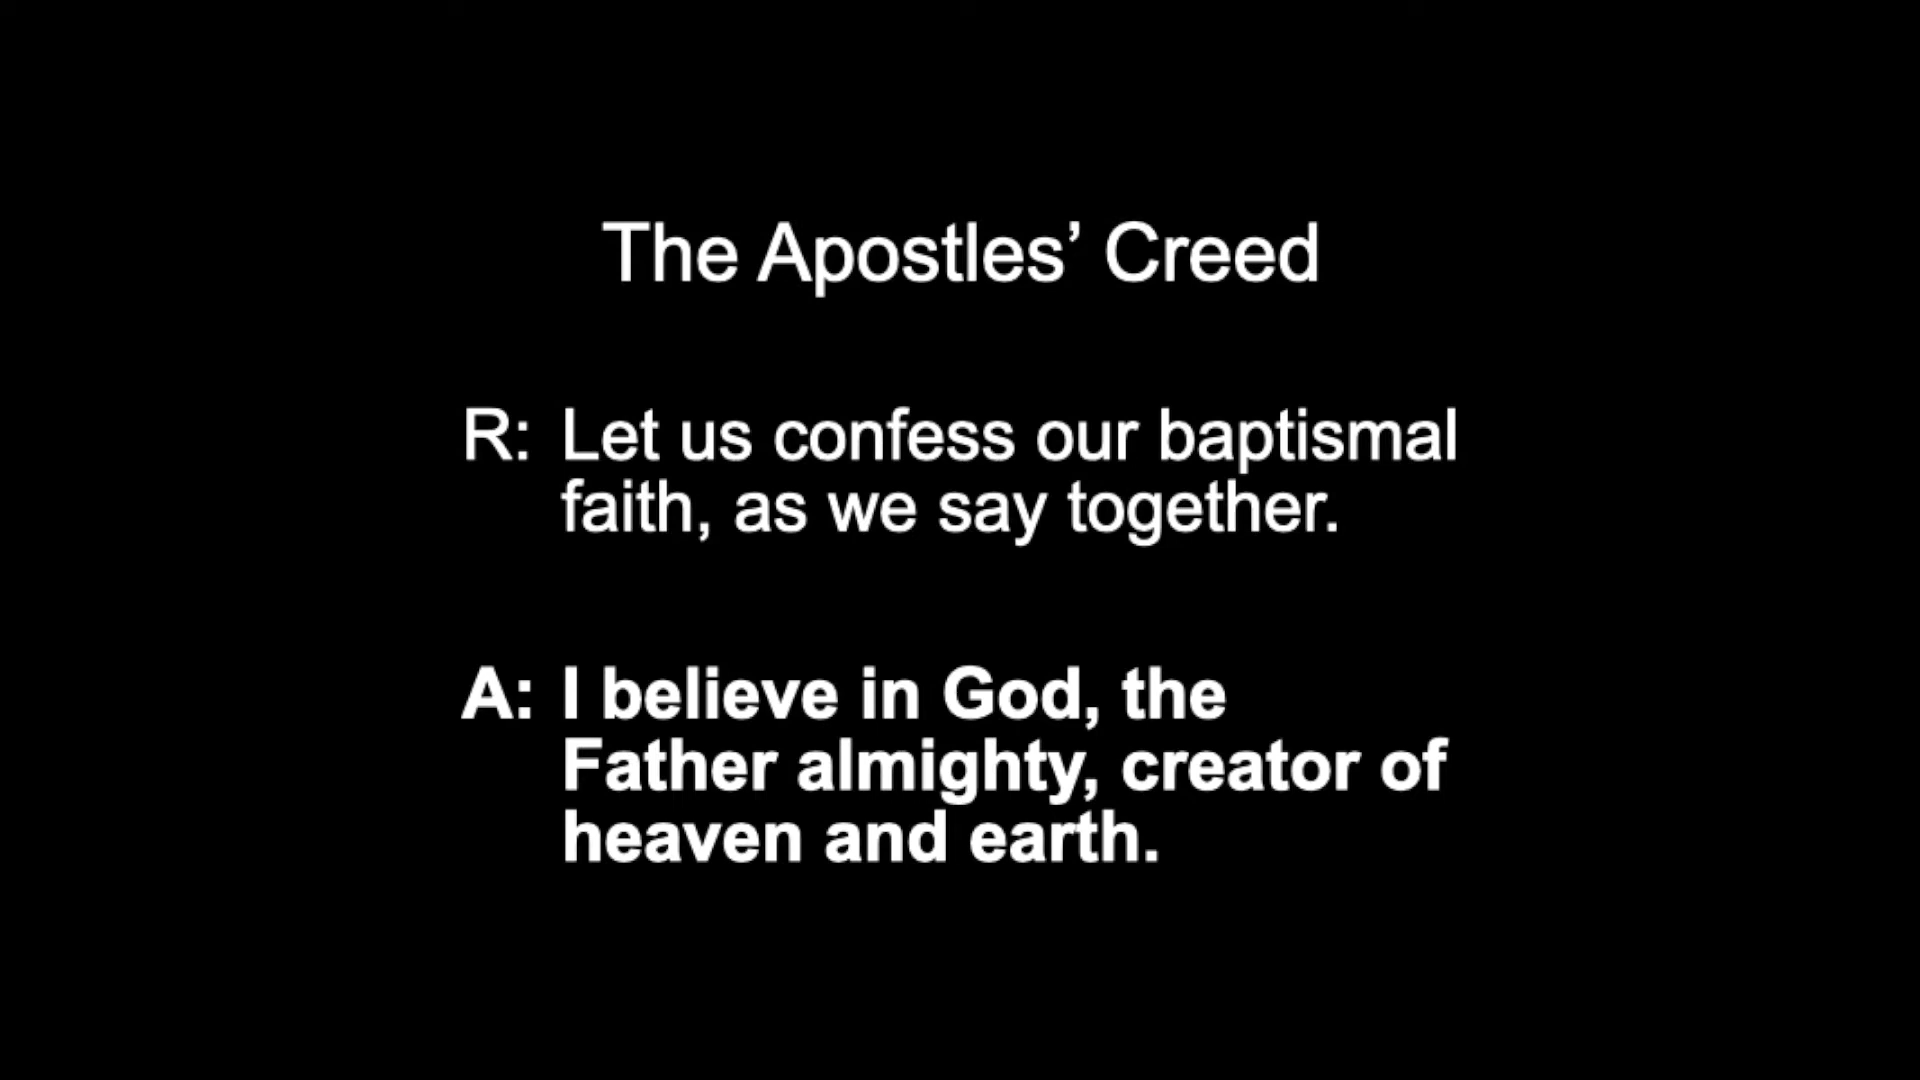 The Apostles’ Creed
R: Let us confess our baptismal
faith, as we say together.
A: I believe in God, the
Father almighty, creator of
heaven and earth.